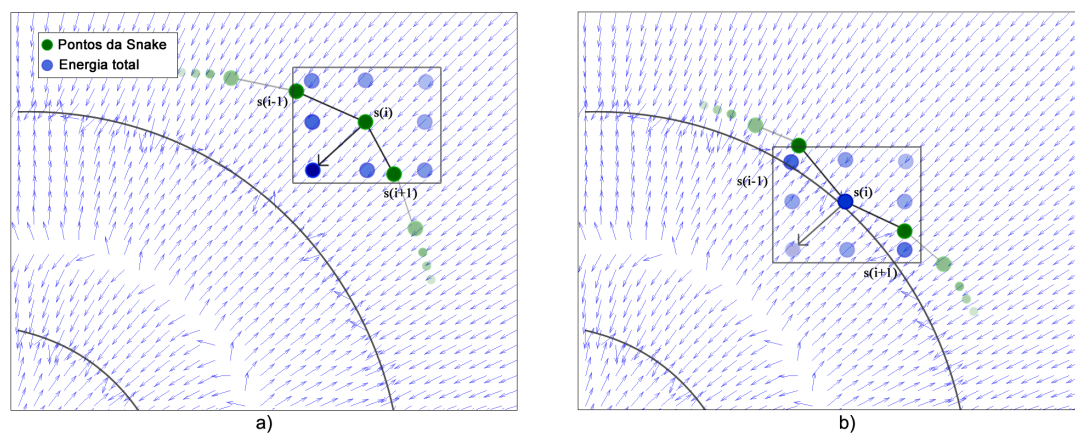 Pontos da Snake
Energia total
s(i-1)
s(i)
s(i+1)
a)
s(i-1)
s(i)
s(i+1)
b)